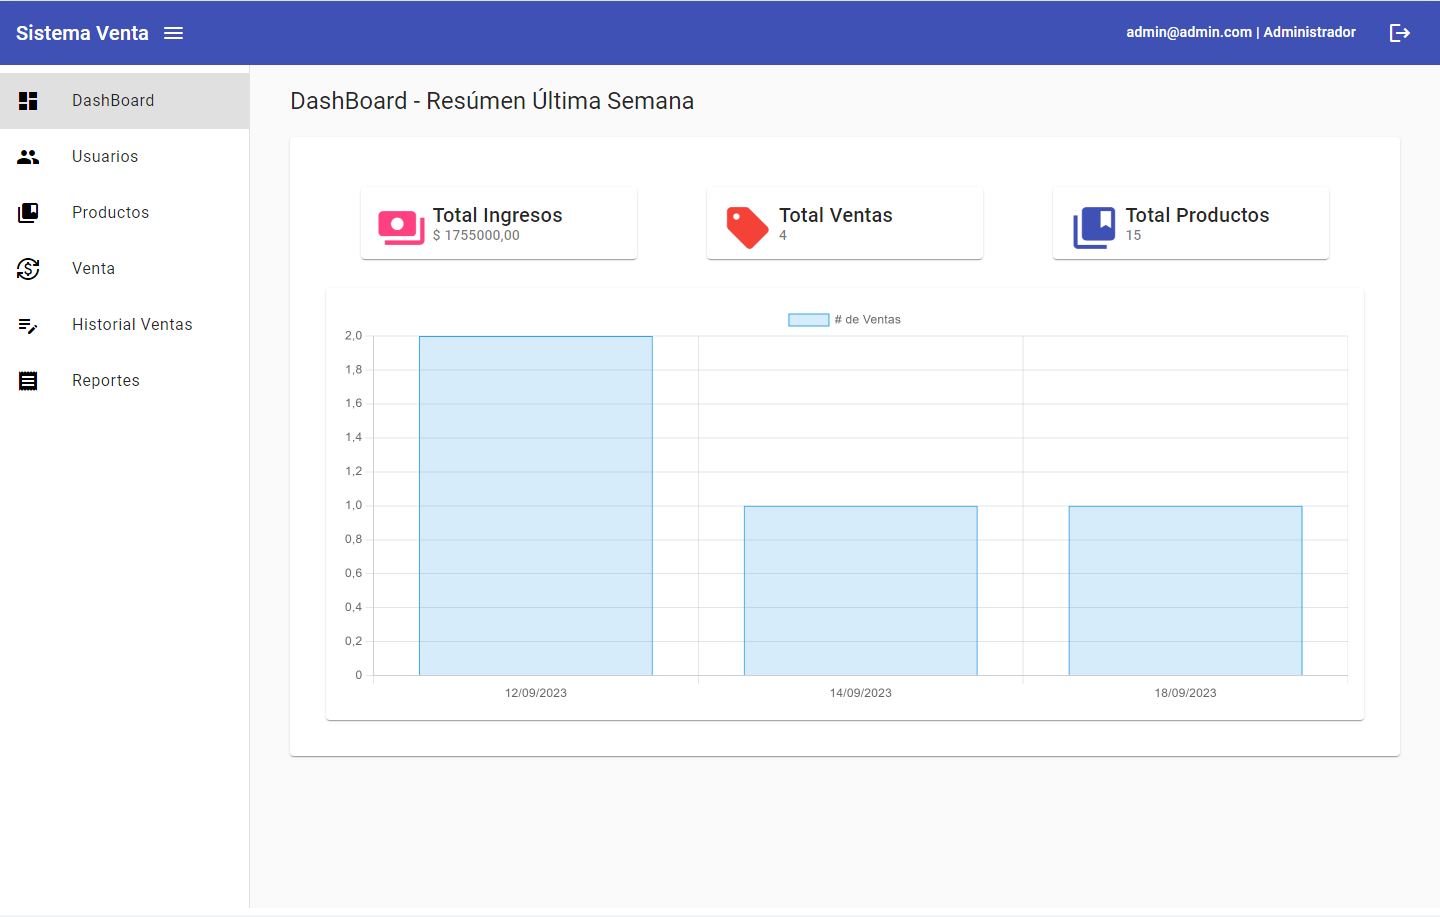 Sistema Venta
admin@admin.com | Administrador
DashBoard
Usuarios
Productos
Venta
Historial Ventas
Reportes
DashBoard - Resúmen Última Semana
Total Ingresos
$ 1755000,00
Total Ventas
4
Total Productos
15
# de Ventas
2,0
1,8
1,6
1,4
1,2
1,0
0,8
0,6
0,4
0,2
0
12/09/2023 14/09/2023 18/09/2023